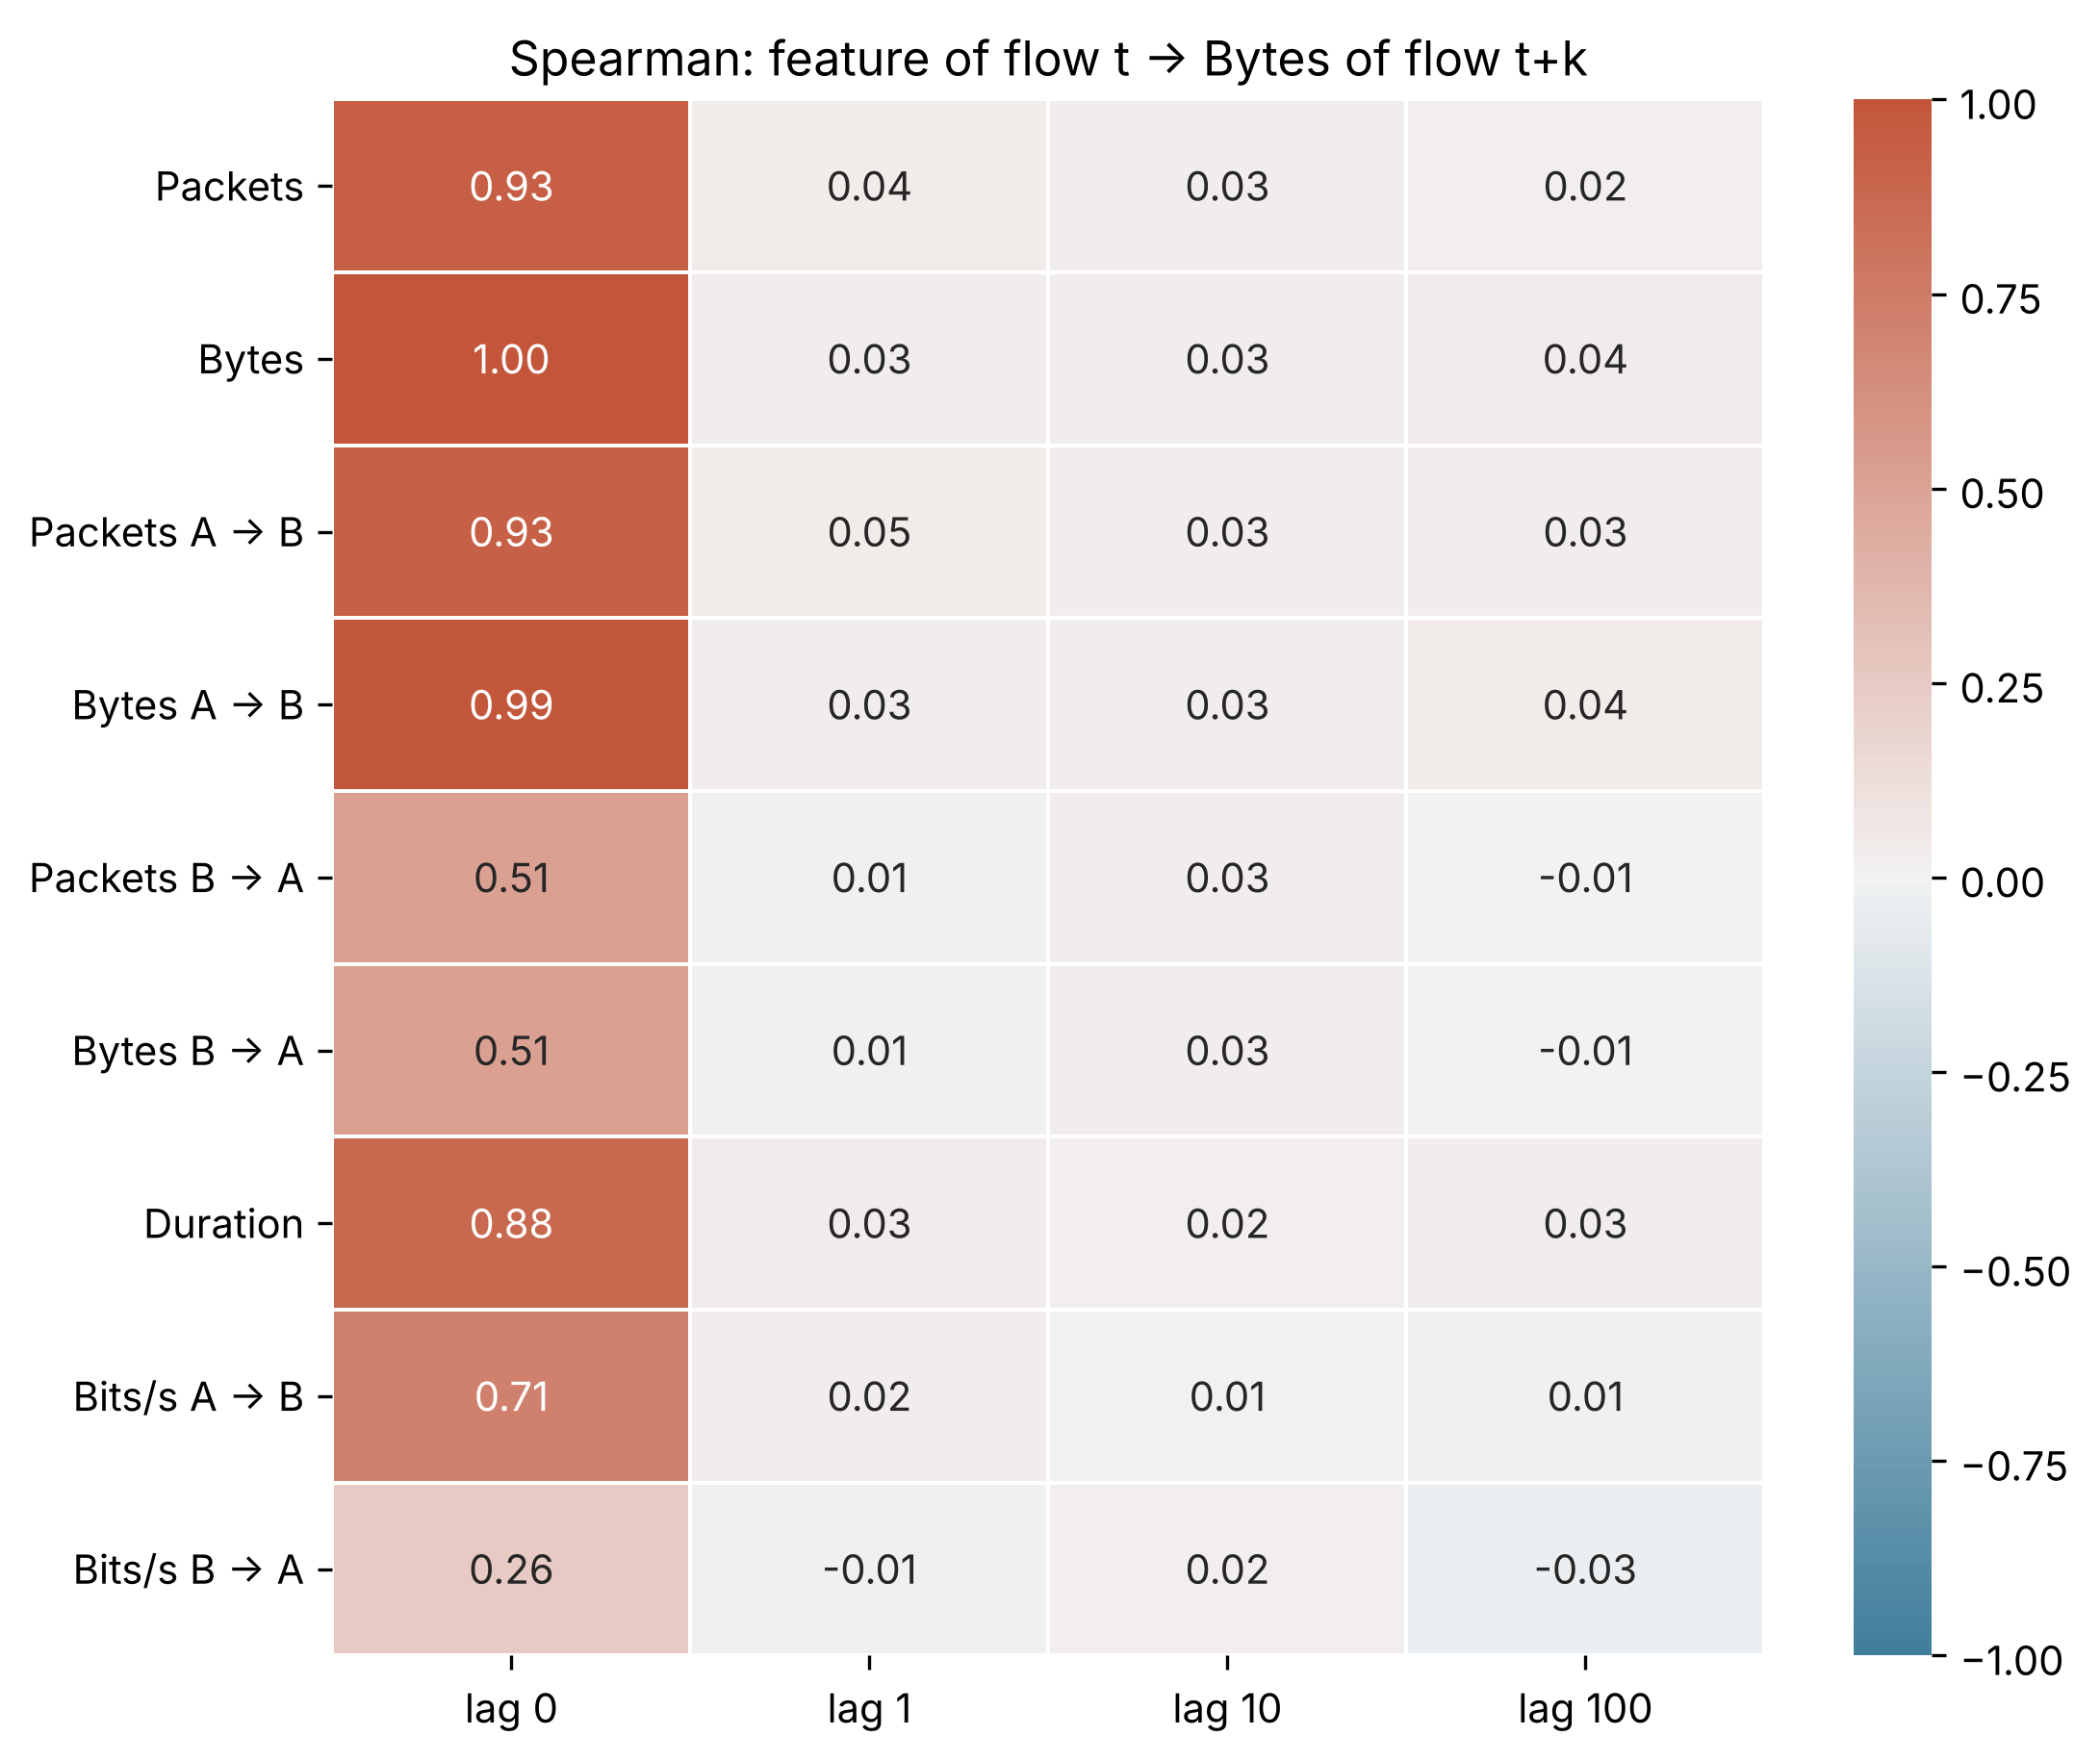 Spearman: feature of flow t → Bytes of flow t+k
Packets 0.93 0.04 0.03 0.02
Bytes 1.00 0.03 0.03 0.04
Packets A → B 0.93 0.05 0.03 0.03
Bytes A → B 0.99 0.03 0.03 0.04
Packets B → A 0.51 0.01 0.03 -0.01
Bytes B → A 0.51 0.01 0.03 -0.01
Duration 0.88 0.03 0.02 0.03
Bits/s A → B 0.71 0.02 0.01 0.01
Bits/s B → A 0.26 -0.01 0.02 -0.03
lag 0 lag 1 lag 10 lag 100
1.00
0.75
0.50
0.25
0.00
−0.25
−0.50
−0.75
−1.00